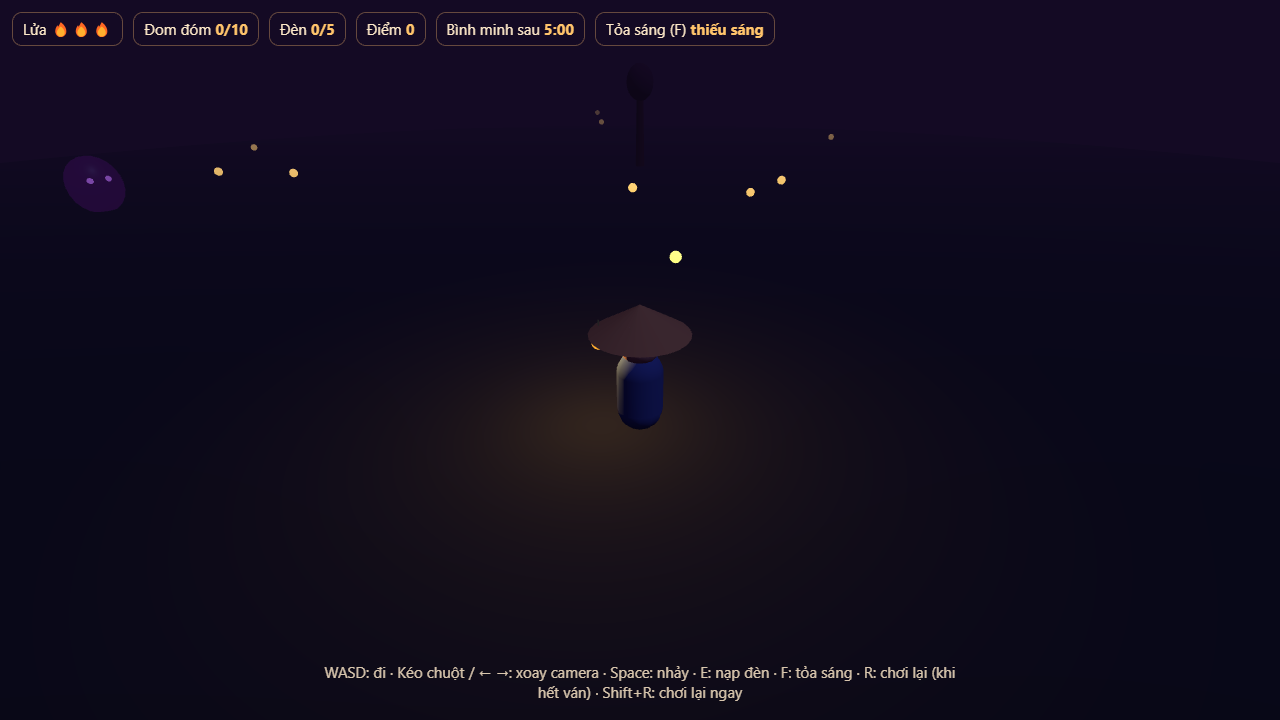 Lửa 🔥 🔥 🔥
Đom đóm 0/10
Đèn 0/5
Điểm 0
Bình minh sau 5:00
Tỏa sáng (F) thiếu sáng
WASD: đi · Kéo chuột / ← →: xoay camera · Space: nhảy · E: nạp đèn · F: tỏa sáng · R: chơi lại (khi
hết ván) · Shift+R: chơi lại ngay